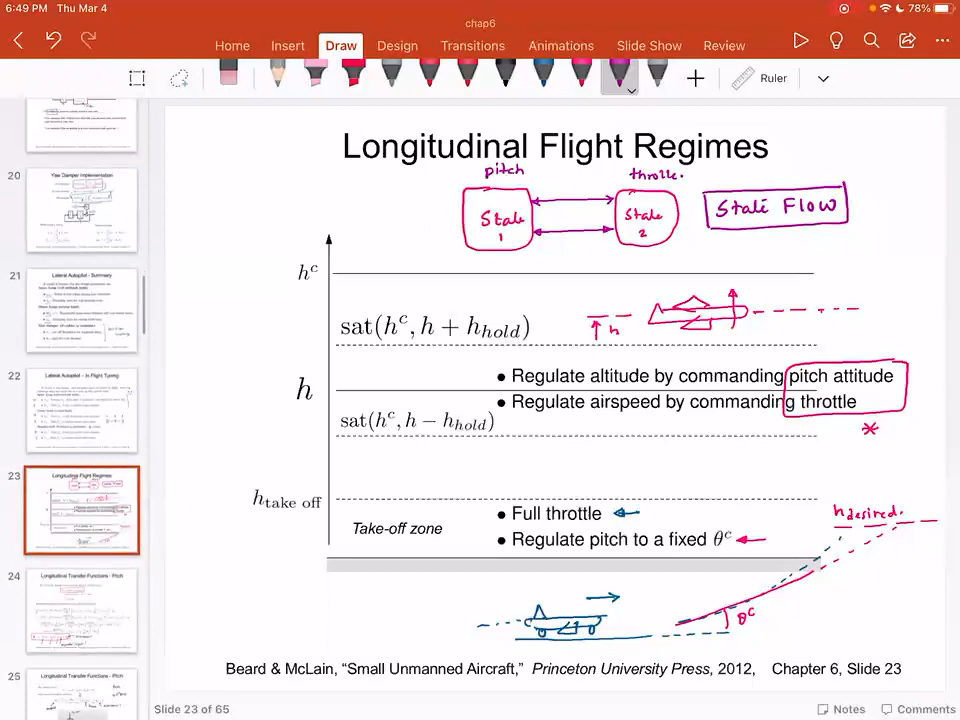 6:49 PM Thu Mar 4
78%
chap6
Home Insert Draw Design Transitions Animations Slide Show Review
Ruler
20
Yaw Damper Implementation
21
Lateral Autopilot - Summary
22
Lateral Autopilot – In Flight Tuning
23
Longitudinal Flight Regimes
24
Longitudinal Transfer Functions - Pitch
25
Longitudinal Transfer Functions - Pitch
Longitudinal Flight Regimes
pitch
throttle.
State
1
State
2
State Flow
h^c
sat(h^c, h + h_hold)
h
h
• Regulate altitude by commanding pitch attitude
• Regulate airspeed by commanding throttle
*
sat(h^c, h − h_hold)
h_take off
Take-off zone
• Full throttle
• Regulate pitch to a fixed θ^c
h desired.
θ^c
Beard & McLain, “Small Unmanned Aircraft,” Princeton University Press, 2012, Chapter 6, Slide 23
Slide 23 of 65
Notes
Comments